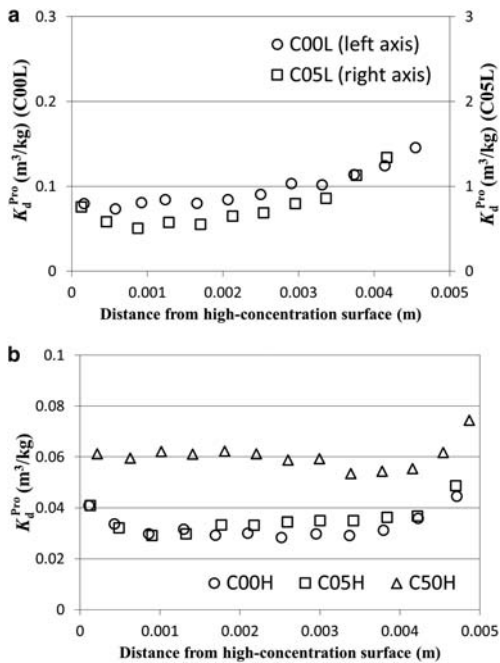 a
0.3
3
C00L (left axis)
C05L (right axis)
0.2
2
0.1
1
0
0
K_d^Pro (m³/kg) (C00L)
K_d^Pro (m³/kg) (C05L)
0 0.001 0.002 0.003 0.004 0.005
Distance from high-concentration surface (m)
b
0.1
0.08
0.06
0.04
0.02
0
K_d^Pro (m³/kg)
C00H C05H C50H
0 0.001 0.002 0.003 0.004 0.005
Distance from high-concentration surface (m)